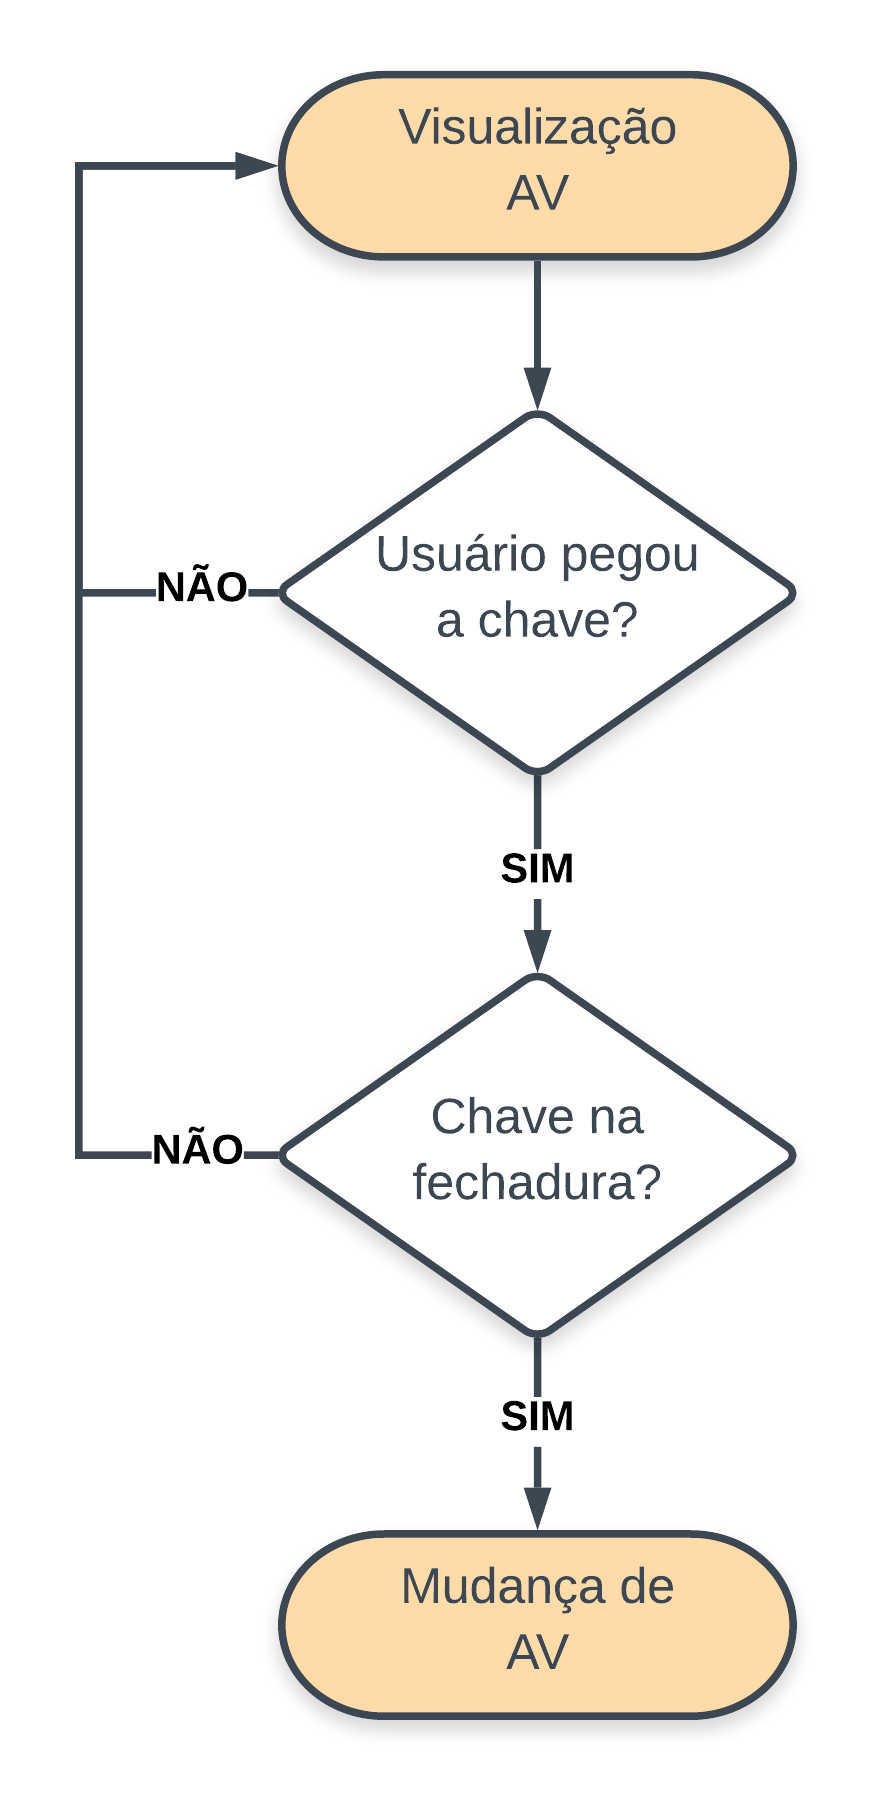 Visualização
AV
Usuário pegou
a chave?
NÃO
SIM
Chave na
fechadura?
NÃO
SIM
Mudança de
AV